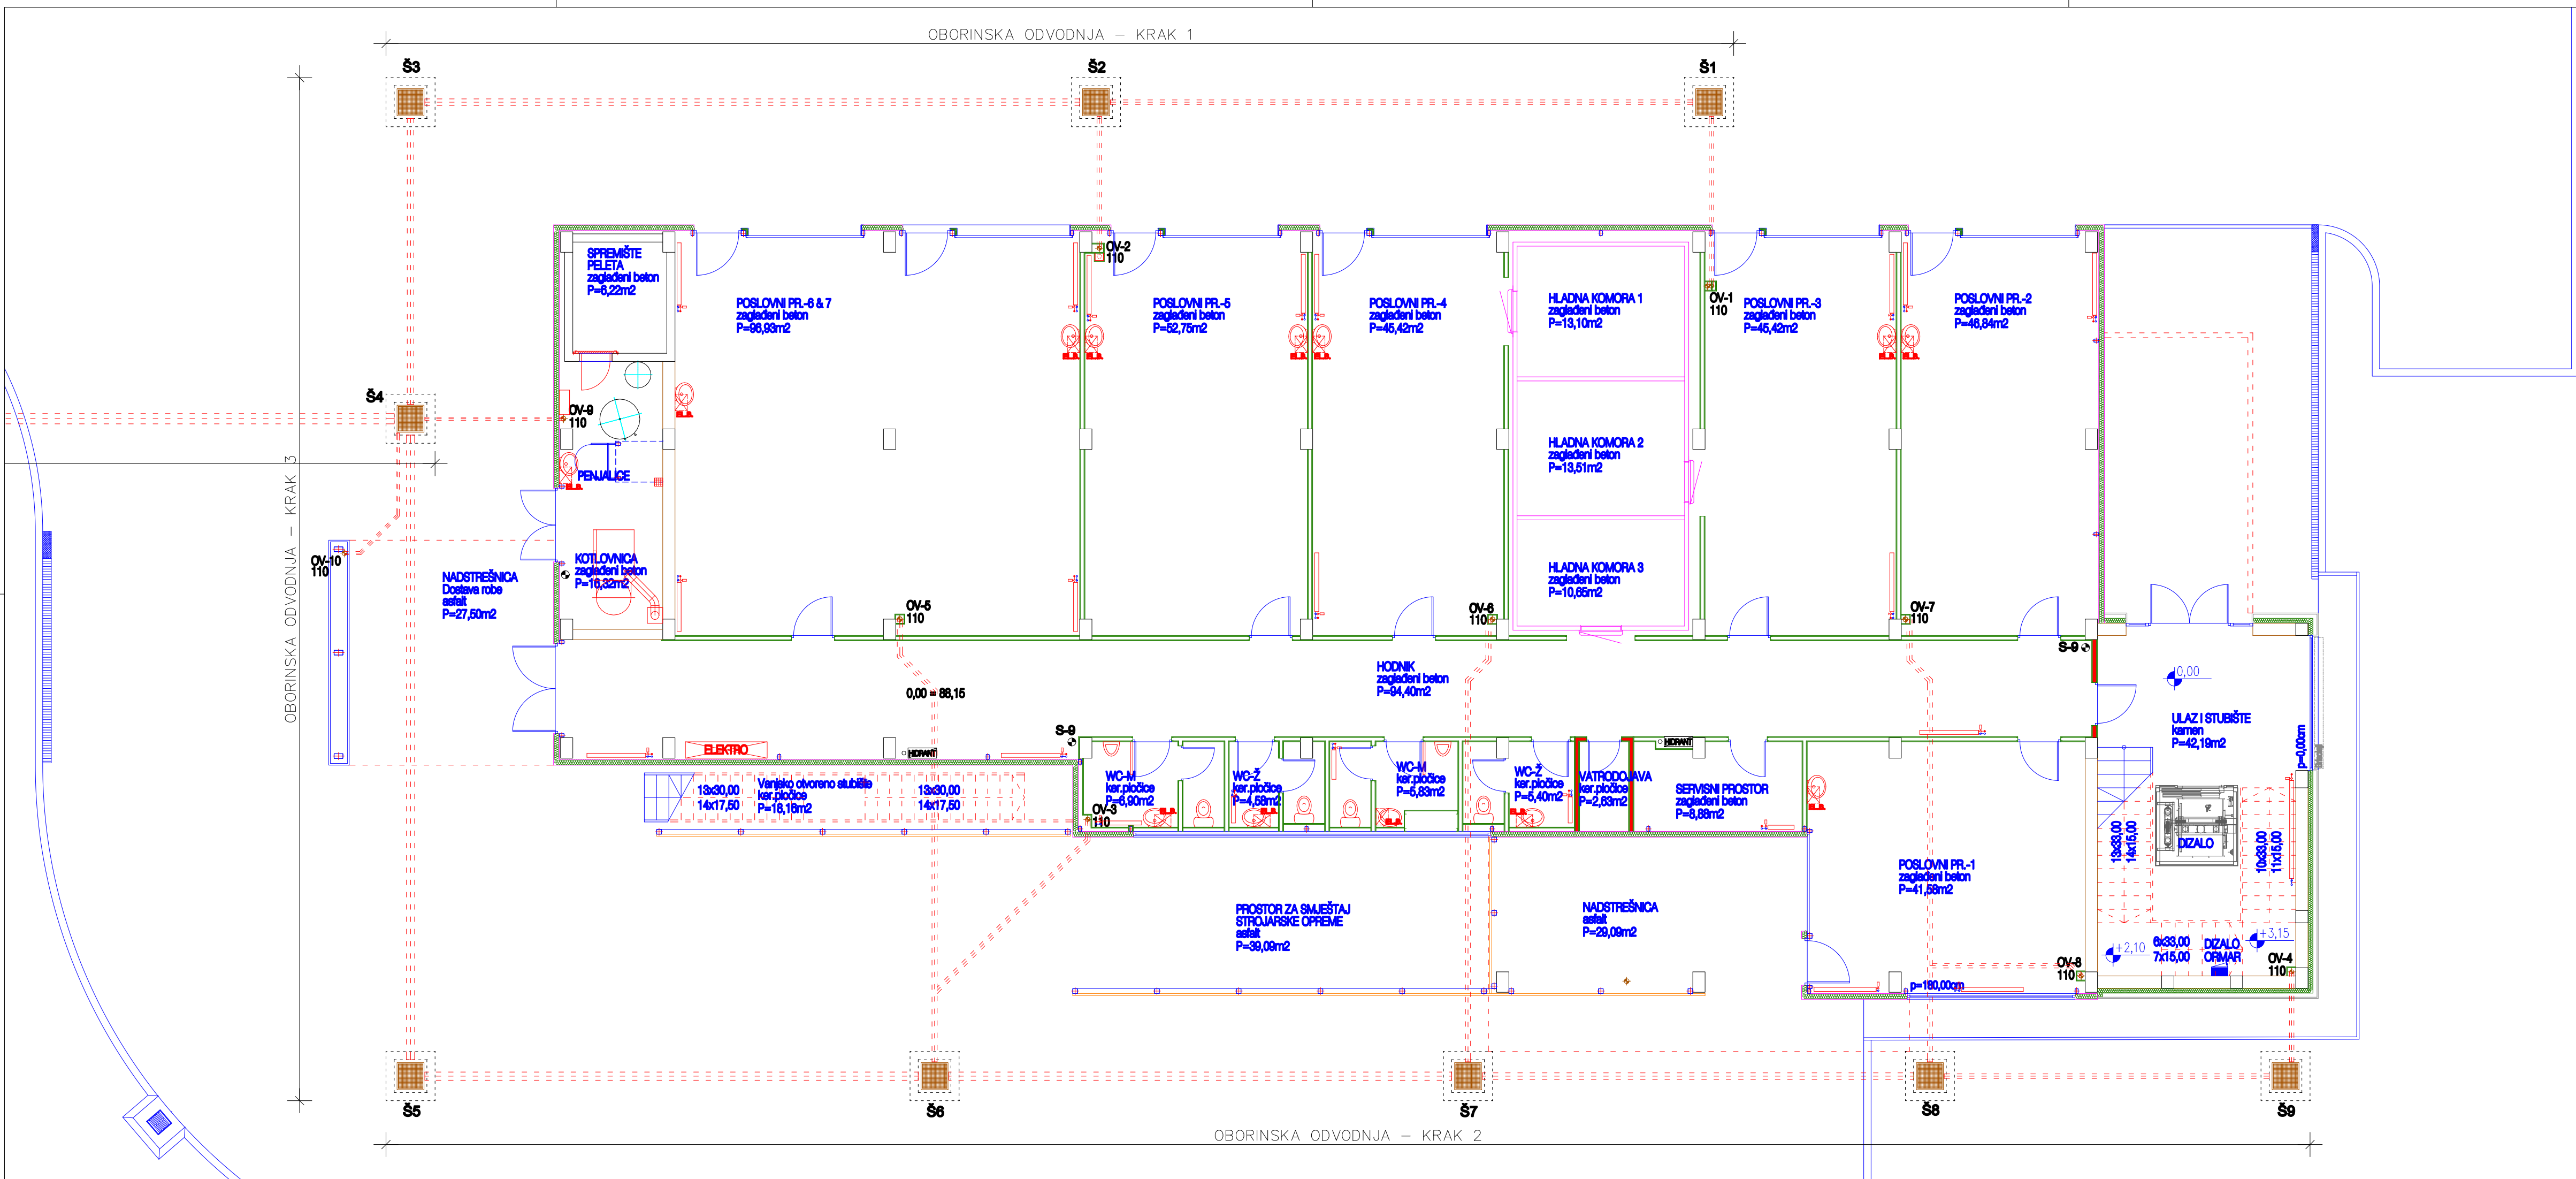 OBORINSKA ODVODNJA – KRAK 1
Š3
Š2
Š1
OV-2
110
SPREMIŠTE
PELETA
zaglađeni beton
P=6,22m2
POSLOVNI PR.-6 & 7
zaglađeni beton
P=96,93m2
POSLOVNI PR.-5
zaglađeni beton
P=52,75m2
POSLOVNI PR.-4
zaglađeni beton
P=45,42m2
HLADNA KOMORA 1
zaglađeni beton
P=13,10m2
OV-1
110
POSLOVNI PR.-3
zaglađeni beton
P=45,42m2
POSLOVNI PR.-2
zaglađeni beton
P=46,84m2
Š4
OV-9
110
HLADNA KOMORA 2
zaglađeni beton
P=13,51m2
PENJALICE
OBORINSKA ODVODNJA – KRAK 3
OV-10
110
NADSTREŠNICA
Dostava robe
asfalt
P=27,50m2
KOTLOVNICA
zaglađeni beton
P=16,32m2
HLADNA KOMORA 3
zaglađeni beton
P=10,65m2
OV-5
110
OV-6
110
OV-7
110
HODNIK
zaglađeni beton
P=94,40m2
0,00 = 88,15
S-9
0,00
ULAZ I STUBIŠTE
kamen
P=42,19m2
p=0,00cm
S-9
ELEKTRO
HIDRANT
HIDRANT
13x30,00
14x17,50
Vanjsko otvoreno stubište
ker.pločice
P=18,16m2
13x30,00
14x17,50
WC-M
ker.pločice
P=6,90m2
OV-3
110
WC-Ž
ker.pločice
P=4,58m2
WC-M
ker.pločice
P=5,83m2
WC-Ž
ker.pločice
P=5,40m2
VATRODOJAVA
ker.pločice
P=2,63m2
SERVISNI PROSTOR
zaglađeni beton
P=8,88m2
POSLOVNI PR.-1
zaglađeni beton
P=41,58m2
13x33,00
14x15,00
DIZALO
10x33,00
11x15,00
PROSTOR ZA SMJEŠTAJ
STROJARSKE OPREME
asfalt
P=39,09m2
NADSTREŠNICA
asfalt
P=29,09m2
+2,10
6x33,00
7x15,00
DIZALO
ORMAR
+3,15
OV-8
110
OV-4
110
p=180,00cm
Š5
Š6
Š7
Š8
Š9
OBORINSKA ODVODNJA – KRAK 2